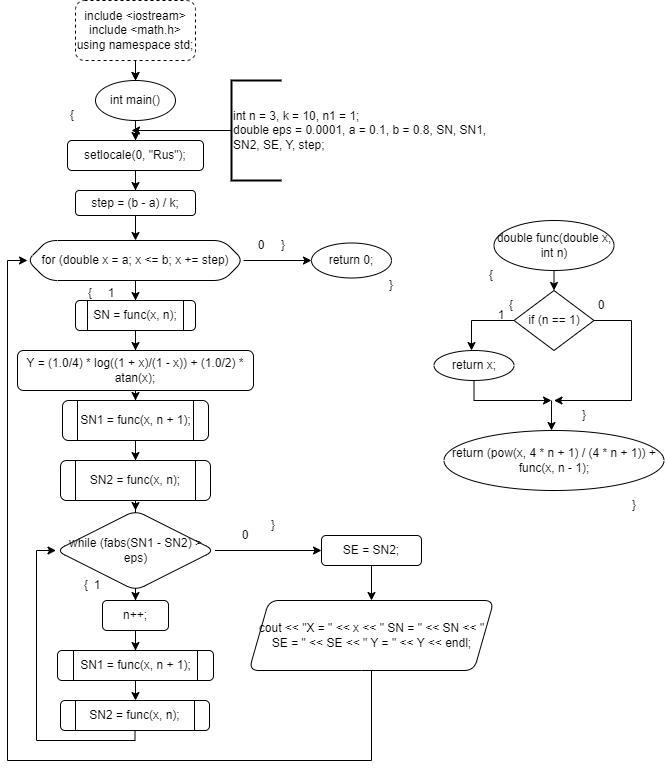 include <iostream>
include <math.h>
using namespace std;
int main()
{
int n = 3, k = 10, n1 = 1;
double eps = 0.0001, a = 0.1, b = 0.8, SN, SN1,
SN2, SE, Y, step;
setlocale(0, "Rus");
step = (b - a) / k;
for (double x = a; x <= b; x += step)
0 }
return 0;
}
{ 1
SN = func(x, n);
Y = (1.0/4) * log((1 + x)/(1 - x)) + (1.0/2) *
atan(x);
SN1 = func(x, n + 1);
SN2 = func(x, n);
while (fabs(SN1 - SN2) >
eps)
0 }
SE = SN2;
{ 1
n++;
cout << "X = " << x << " SN = " << SN << "
SE = " << SE << " Y = " << Y << endl;
SN1 = func(x, n + 1);
SN2 = func(x, n);
double func(double x,
int n)
{
if (n == 1)
{
1
0
return x;
}
return (pow(x, 4 * n + 1) / (4 * n + 1)) +
func(x, n - 1);
}